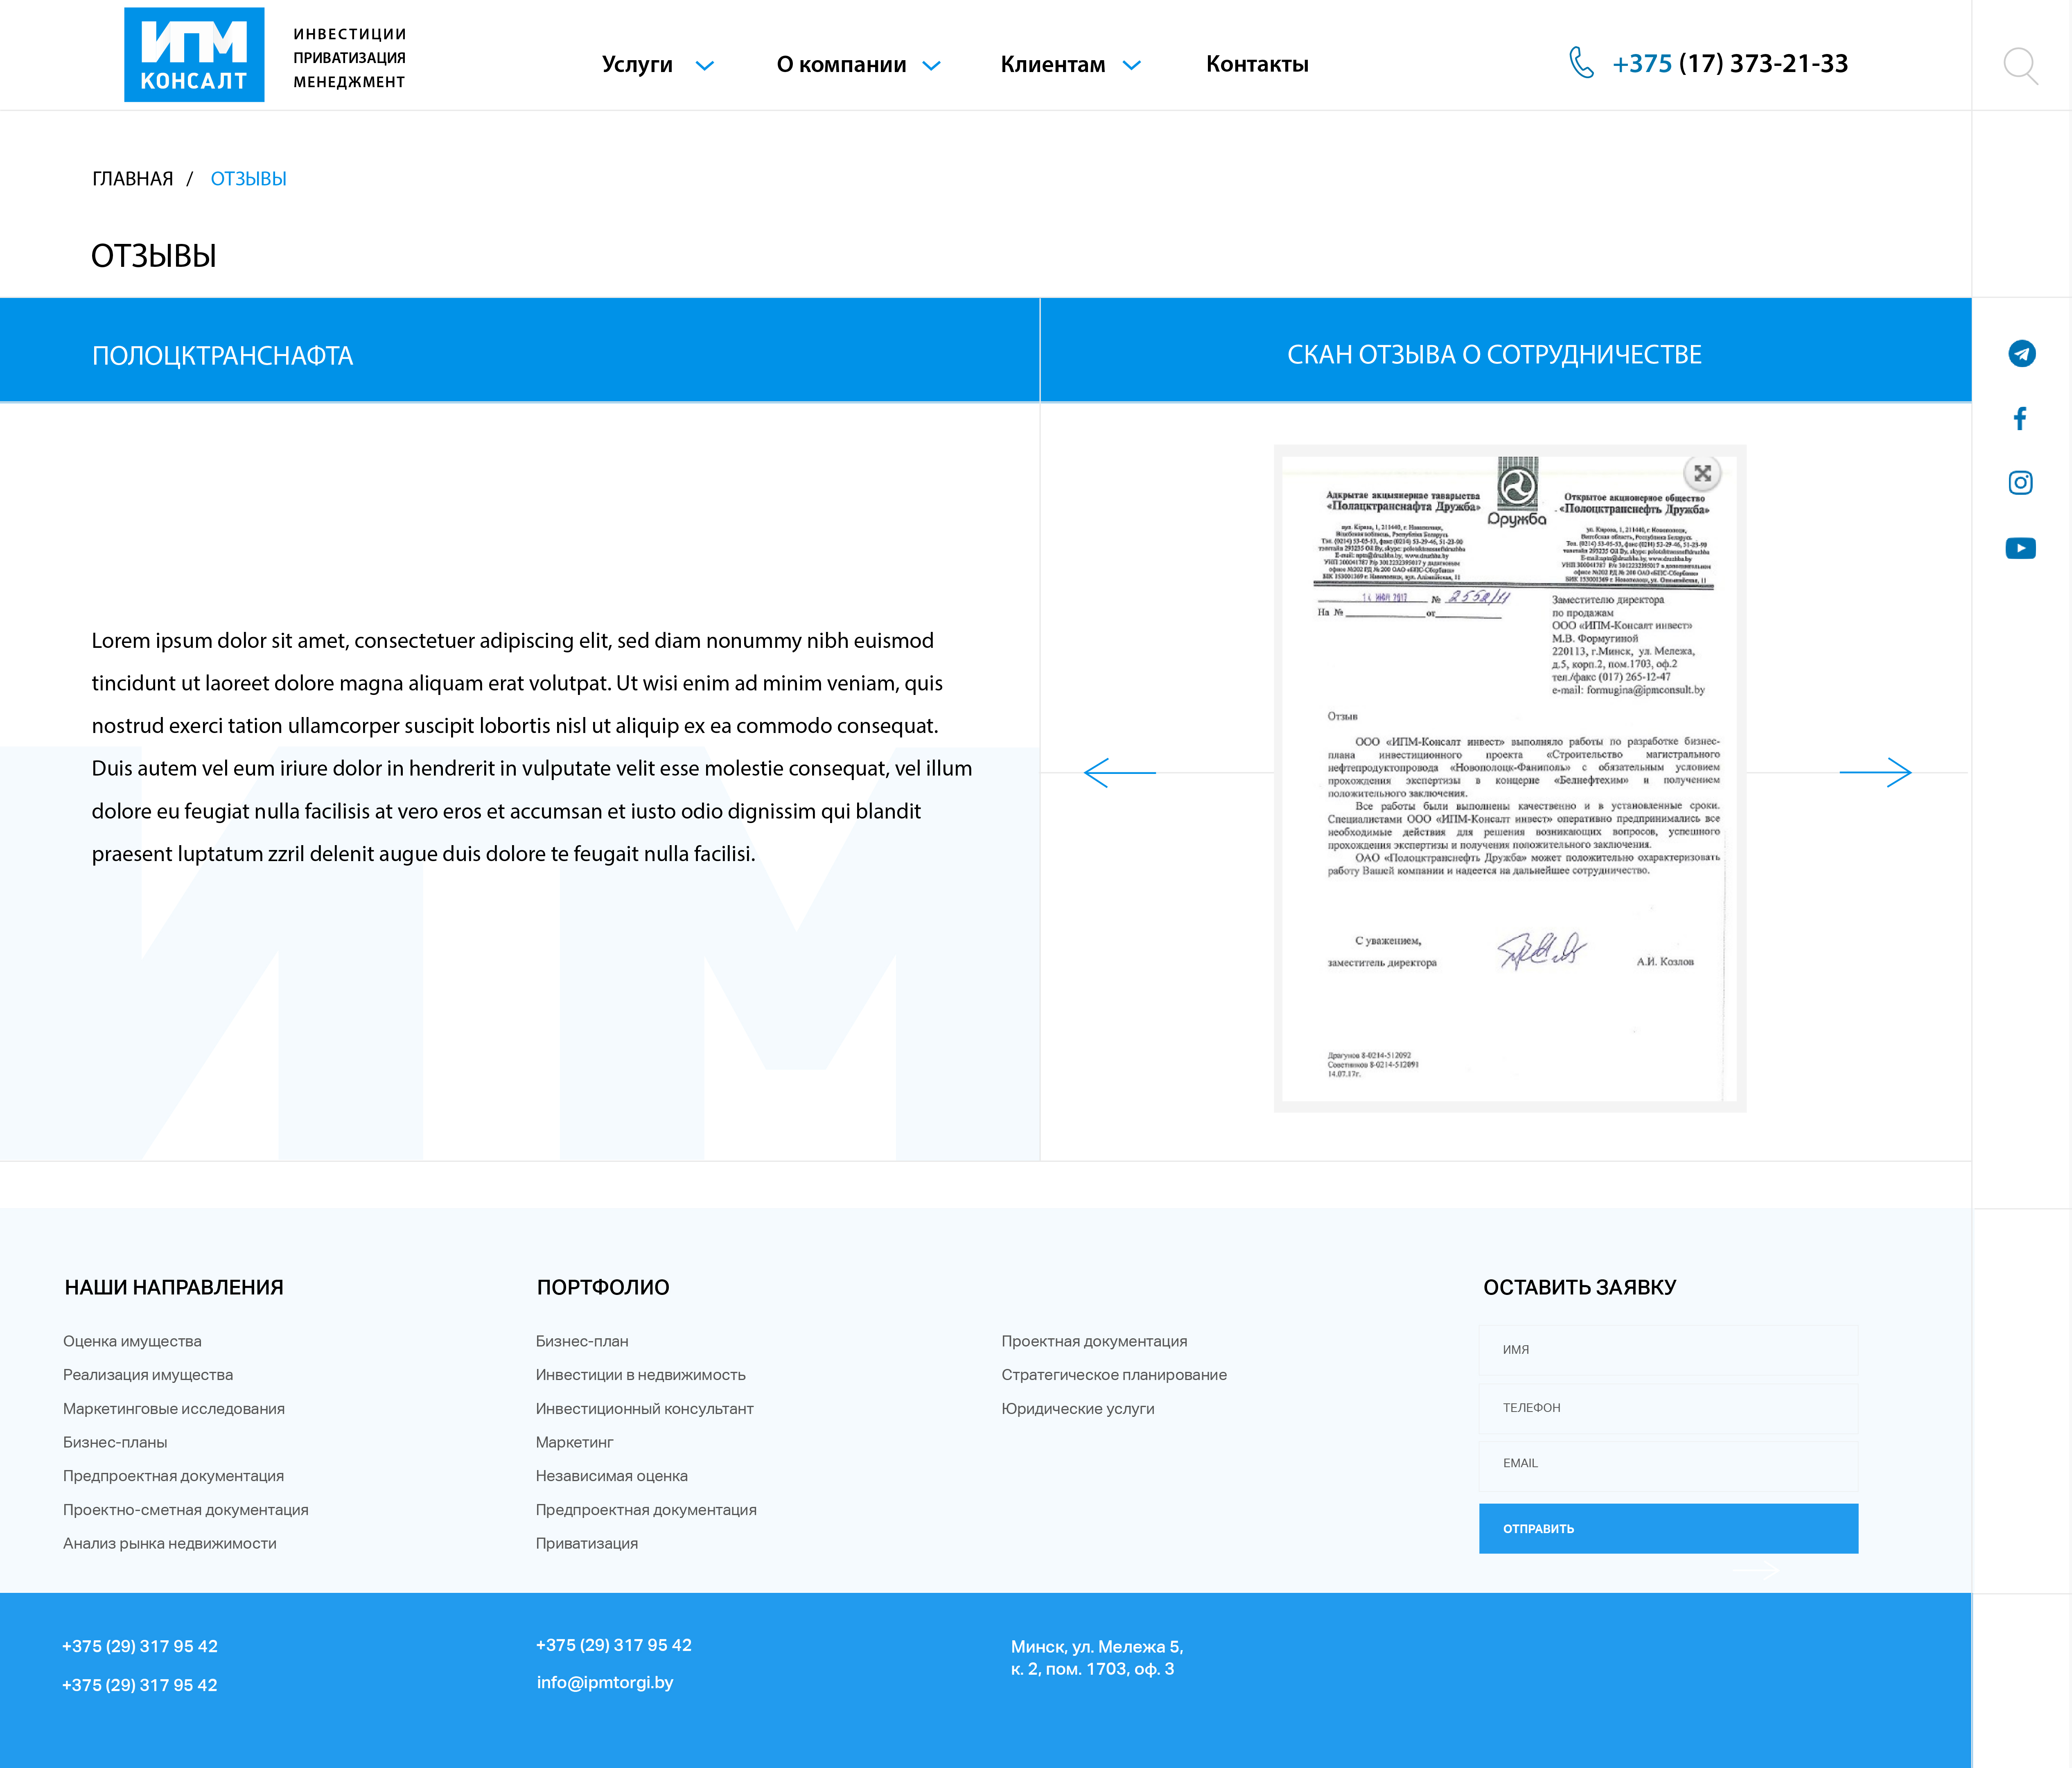 ИПМ
КОНСАЛТ
ИНВЕСТИЦИИ
ПРИВАТИЗАЦИЯ
МЕНЕДЖМЕНТ
Услуги
О компании
Клиентам
Контакты
+375 (17) 373-21-33
ГЛАВНАЯ / ОТЗЫВЫ
ОТЗЫВЫ
ПОЛОЦКТРАНСНАФТА
СКАН ОТЗЫВА О СОТРУДНИЧЕСТВЕ
Lorem ipsum dolor sit amet, consectetuer adipiscing elit, sed diam nonummy nibh euismod
tincidunt ut laoreet dolore magna aliquam erat volutpat. Ut wisi enim ad minim veniam, quis
nostrud exerci tation ullamcorper suscipit lobortis nisl ut aliquip ex ea commodo consequat.
Duis autem vel eum iriure dolor in hendrerit in vulputate velit esse molestie consequat, vel illum
dolore eu feugiat nulla facilisis at vero eros et accumsan et iusto odio dignissim qui blandit
praesent luptatum zzril delenit augue duis dolore te feugait nulla facilisi.
ИПМ
Адкрытае акцыянернае таварыства
«Полацктранснафта Дружба»
Дружба
Открытое акционерное общество
«Полоцктранснефть Дружба»
№ 2552/11
На № от
Заместителю директора
по продажам
ООО «ИПМ-Консалт инвест»
М.В. Формугиной
220113, г.Минск, ул. Мележа,
д.5, корп.2, пом.1703, оф.2
тел./факс (017) 265-12-47
e-mail: formugina@ipmconsult.by
Отзыв
ООО «ИПМ-Консалт инвест» выполняло работы по разработке бизнес-
плана инвестиционного проекта «Строительство магистрального
нефтепродуктопровода «Новополоцк-Фаниполь» с обязательным условием
прохождения экспертизы в концерне «Белнефтехим» и получением
положительного заключения.
Все работы были выполнены качественно и в установленные сроки.
Специалистами ООО «ИПМ-Консалт инвест» оперативно предпринимались все
необходимые действия для решения возникающих вопросов, успешного
прохождения экспертизы и получения положительного заключения.
ОАО «Полоцктранснефть Дружба» может положительно охарактеризовать
работу Вашей компании и надеется на дальнейшее сотрудничество.
С уважением,
заместитель директора
А.И. Козлов
Драгунов 8-0214-512092
Советников 8-0214-512091
14.07.17г.
НАШИ НАПРАВЛЕНИЯ
Оценка имущества
Реализация имущества
Маркетинговые исследования
Бизнес-планы
Предпроектная документация
Проектно-сметная документация
Анализ рынка недвижимости
ПОРТФОЛИО
Бизнес-план
Инвестиции в недвижимость
Инвестиционный консультант
Маркетинг
Независимая оценка
Предпроектная документация
Приватизация
Проектная документация
Стратегическое планирование
Юридические услуги
ОСТАВИТЬ ЗАЯВКУ
ИМЯ
ТЕЛЕФОН
EMAIL
ОТПРАВИТЬ
+375 (29) 317 95 42
+375 (29) 317 95 42
+375 (29) 317 95 42
info@ipmtorgi.by
Минск, ул. Мележа 5,
к. 2, пом. 1703, оф. 3